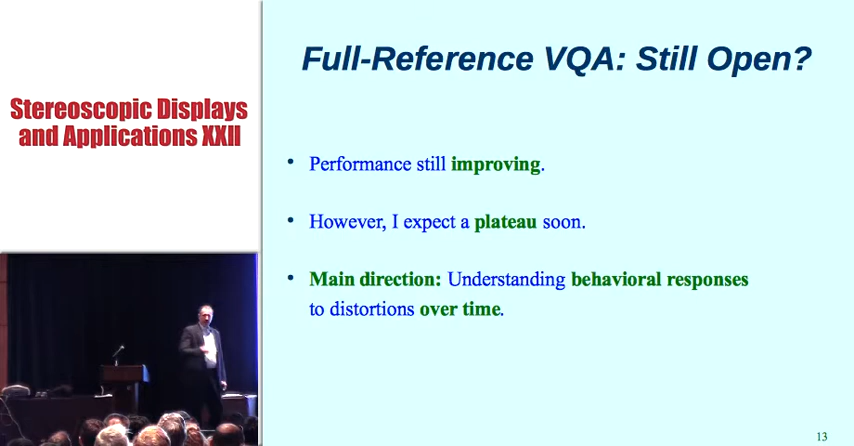 Stereoscopic Displays
and Applications XXII
Full-Reference VQA: Still Open?
• Performance still improving.
• However, I expect a plateau soon.
• Main direction: Understanding behavioral responses
to distortions over time.
13